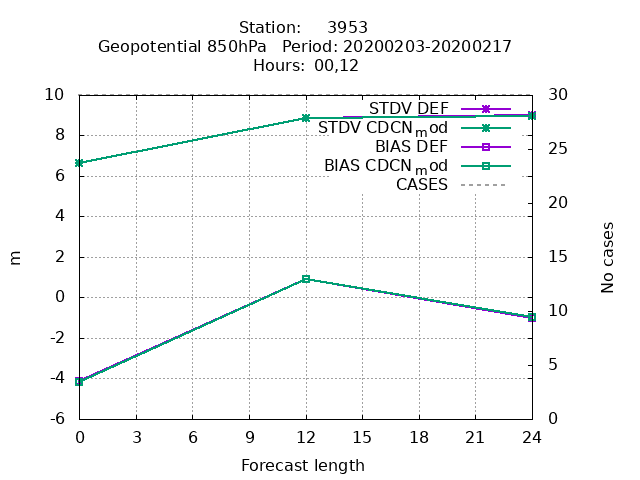 Station: 3953
Geopotential 850hPa Period: 20200203-20200217
Hours: 00,12
10
8
6
4
2
0
-2
-4
-6
m
30
25
20
15
10
5
0
No cases
STDV DEF
STDV CDCNmod
BIAS DEF
BIAS CDCNmod
CASES
0 3 6 9 12 15 18 21 24
Forecast length